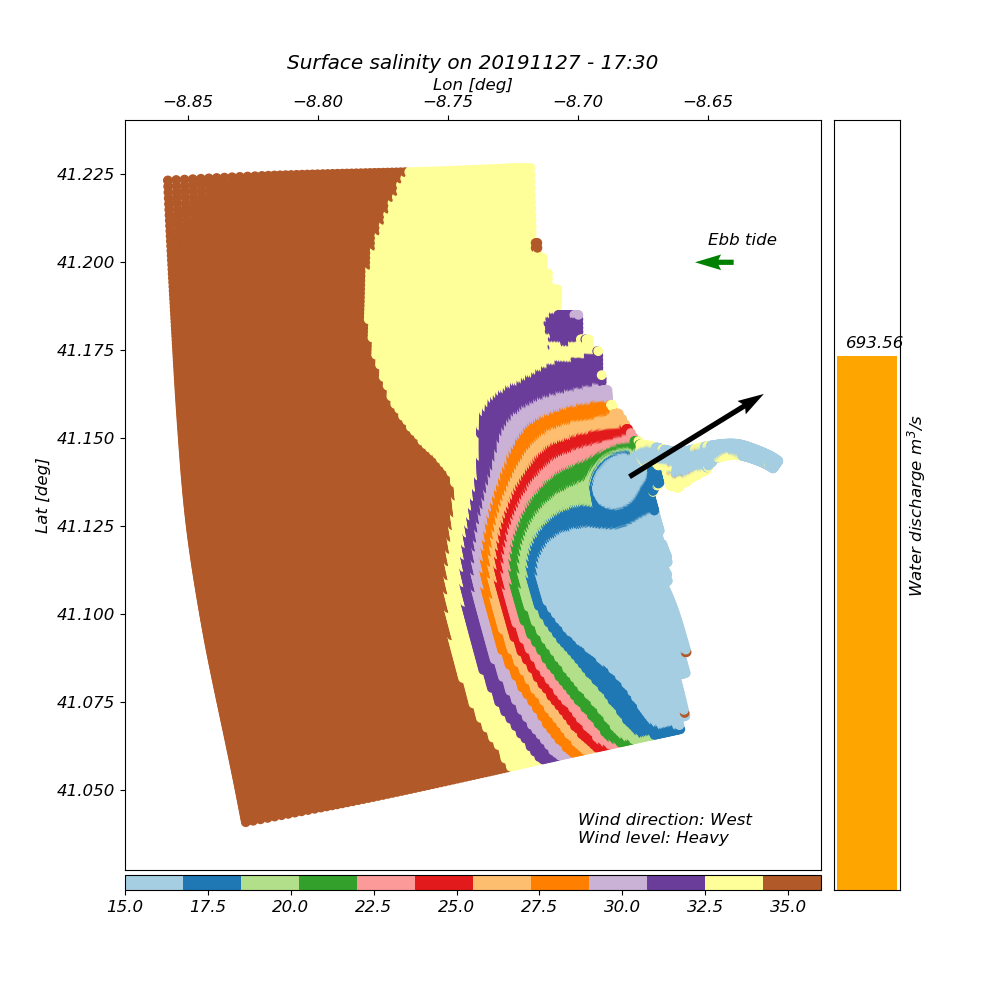 Surface salinity on 20191127 - 17:30
Lon [deg]
−8.85 −8.80 −8.75 −8.70 −8.65
41.225
41.200
41.175
41.150
41.125
41.100
41.075
41.050
Lat [deg]
Ebb tide
693.56
Water discharge m³/s
Wind direction: West
Wind level: Heavy
15.0 17.5 20.0 22.5 25.0 27.5 30.0 32.5 35.0